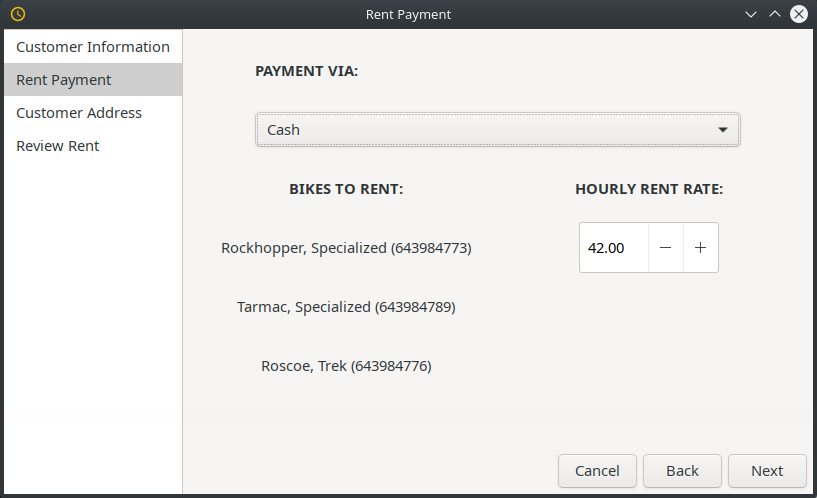 Rent Payment
Customer Information
Rent Payment
Customer Address
Review Rent
PAYMENT VIA:
Cash
BIKES TO RENT:
HOURLY RENT RATE:
Rockhopper, Specialized (643984773)
42.00
Tarmac, Specialized (643984789)
Roscoe, Trek (643984776)
Cancel
Back
Next